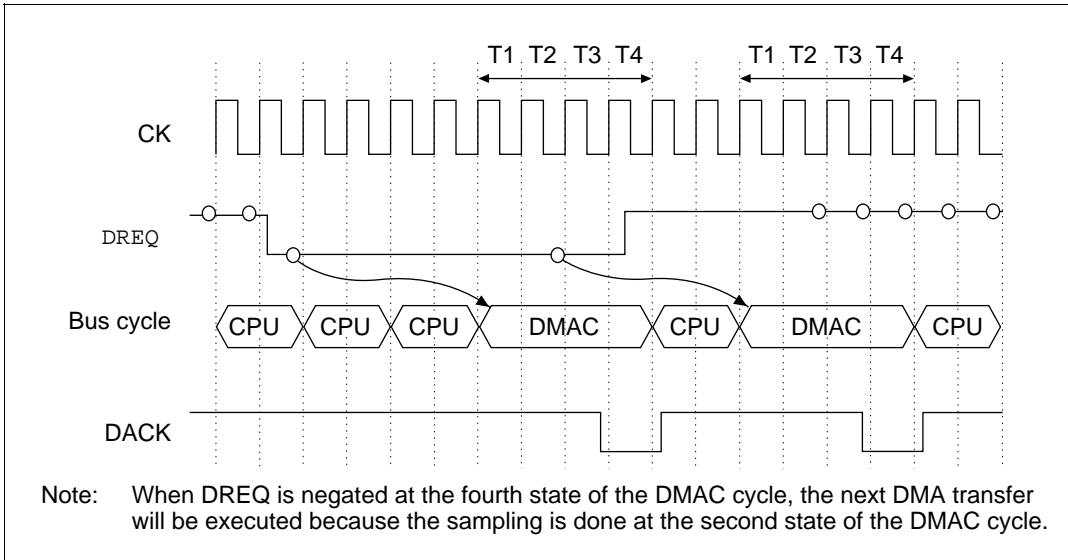 T1 T2 T3 T4 T1 T2 T3 T4
CK
DREQ
Bus cycle CPU CPU CPU DMAC CPU DMAC CPU
DACK
Note: When DREQ is negated at the fourth state of the DMAC cycle, the next DMA transfer
will be executed because the sampling is done at the second state of the DMAC cycle.